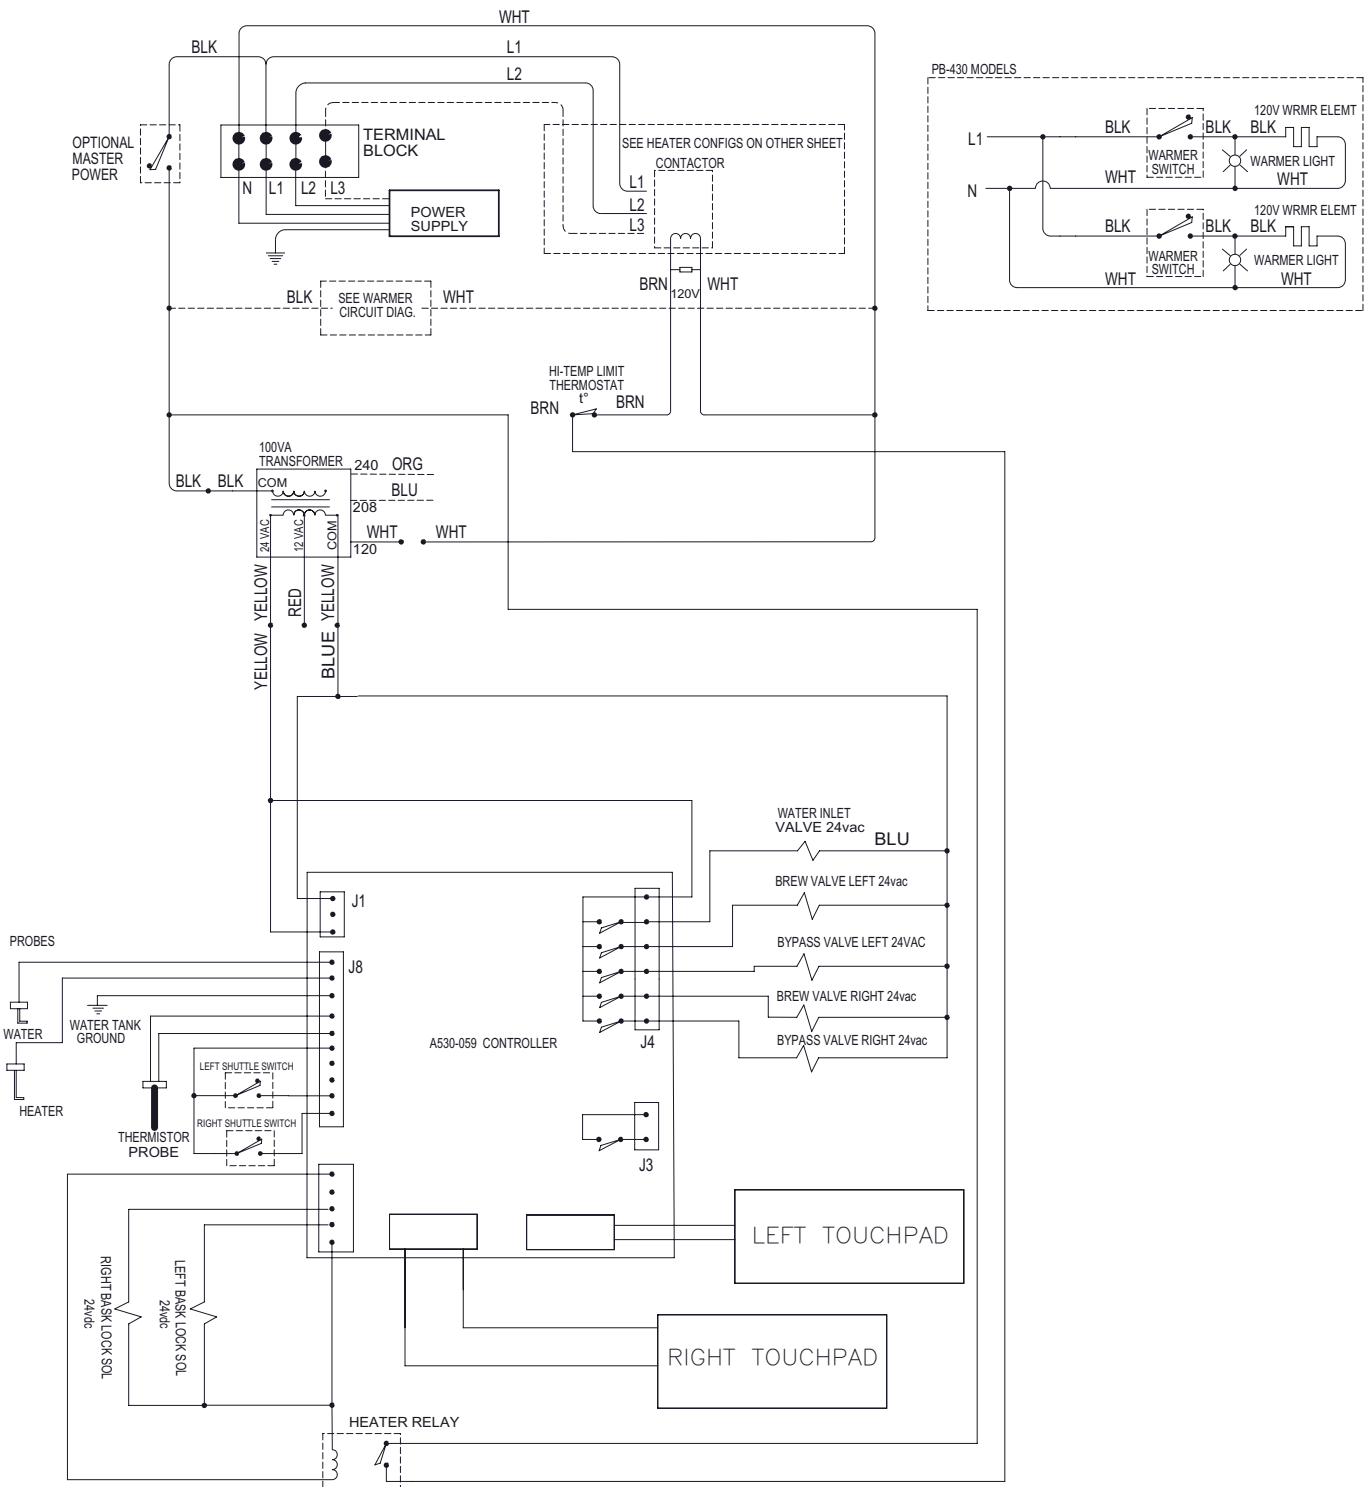 WHT
BLK
L1
L2
OPTIONAL
MASTER
POWER
TERMINAL
BLOCK
N L1 L2 L3
POWER
SUPPLY
SEE HEATER CONFIGS ON OTHER SHEET
CONTACTOR
L1
L2
L3
BRN
WHT
120V
PB-430 MODELS
L1
N
BLK
WARMER
SWITCH
BLK
BLK
120V WRMR ELEMT
WARMER LIGHT
WHT
WHT
BLK
WARMER
SWITCH
BLK
BLK
120V WRMR ELEMT
WARMER LIGHT
WHT
WHT
BLK
SEE WARMER
CIRCUIT DIAG.
WHT
HI-TEMP LIMIT
THERMOSTAT
t°
BRN
BRN
100VA
TRANSFORMER
240 ORG
BLU
208
BLK BLK
COM
24 VAC
12 VAC
COM
120
WHT WHT
YELLOW
RED
YELLOW
YELLOW
BLUE
WATER INLET
VALVE 24vac
BLU
BREW VALVE LEFT 24vac
BYPASS VALVE LEFT 24VAC
BREW VALVE RIGHT 24vac
BYPASS VALVE RIGHT 24vac
J1
J8
J4
J3
A530-059 CONTROLLER
PROBES
WATER
WATER TANK
GROUND
HEATER
LEFT SHUTTLE SWITCH
RIGHT SHUTTLE SWITCH
THERMISTOR
PROBE
RIGHT BASK LOCK SOL
24vdc
LEFT BASK LOCK SOL
24vdc
LEFT TOUCHPAD
RIGHT TOUCHPAD
HEATER RELAY